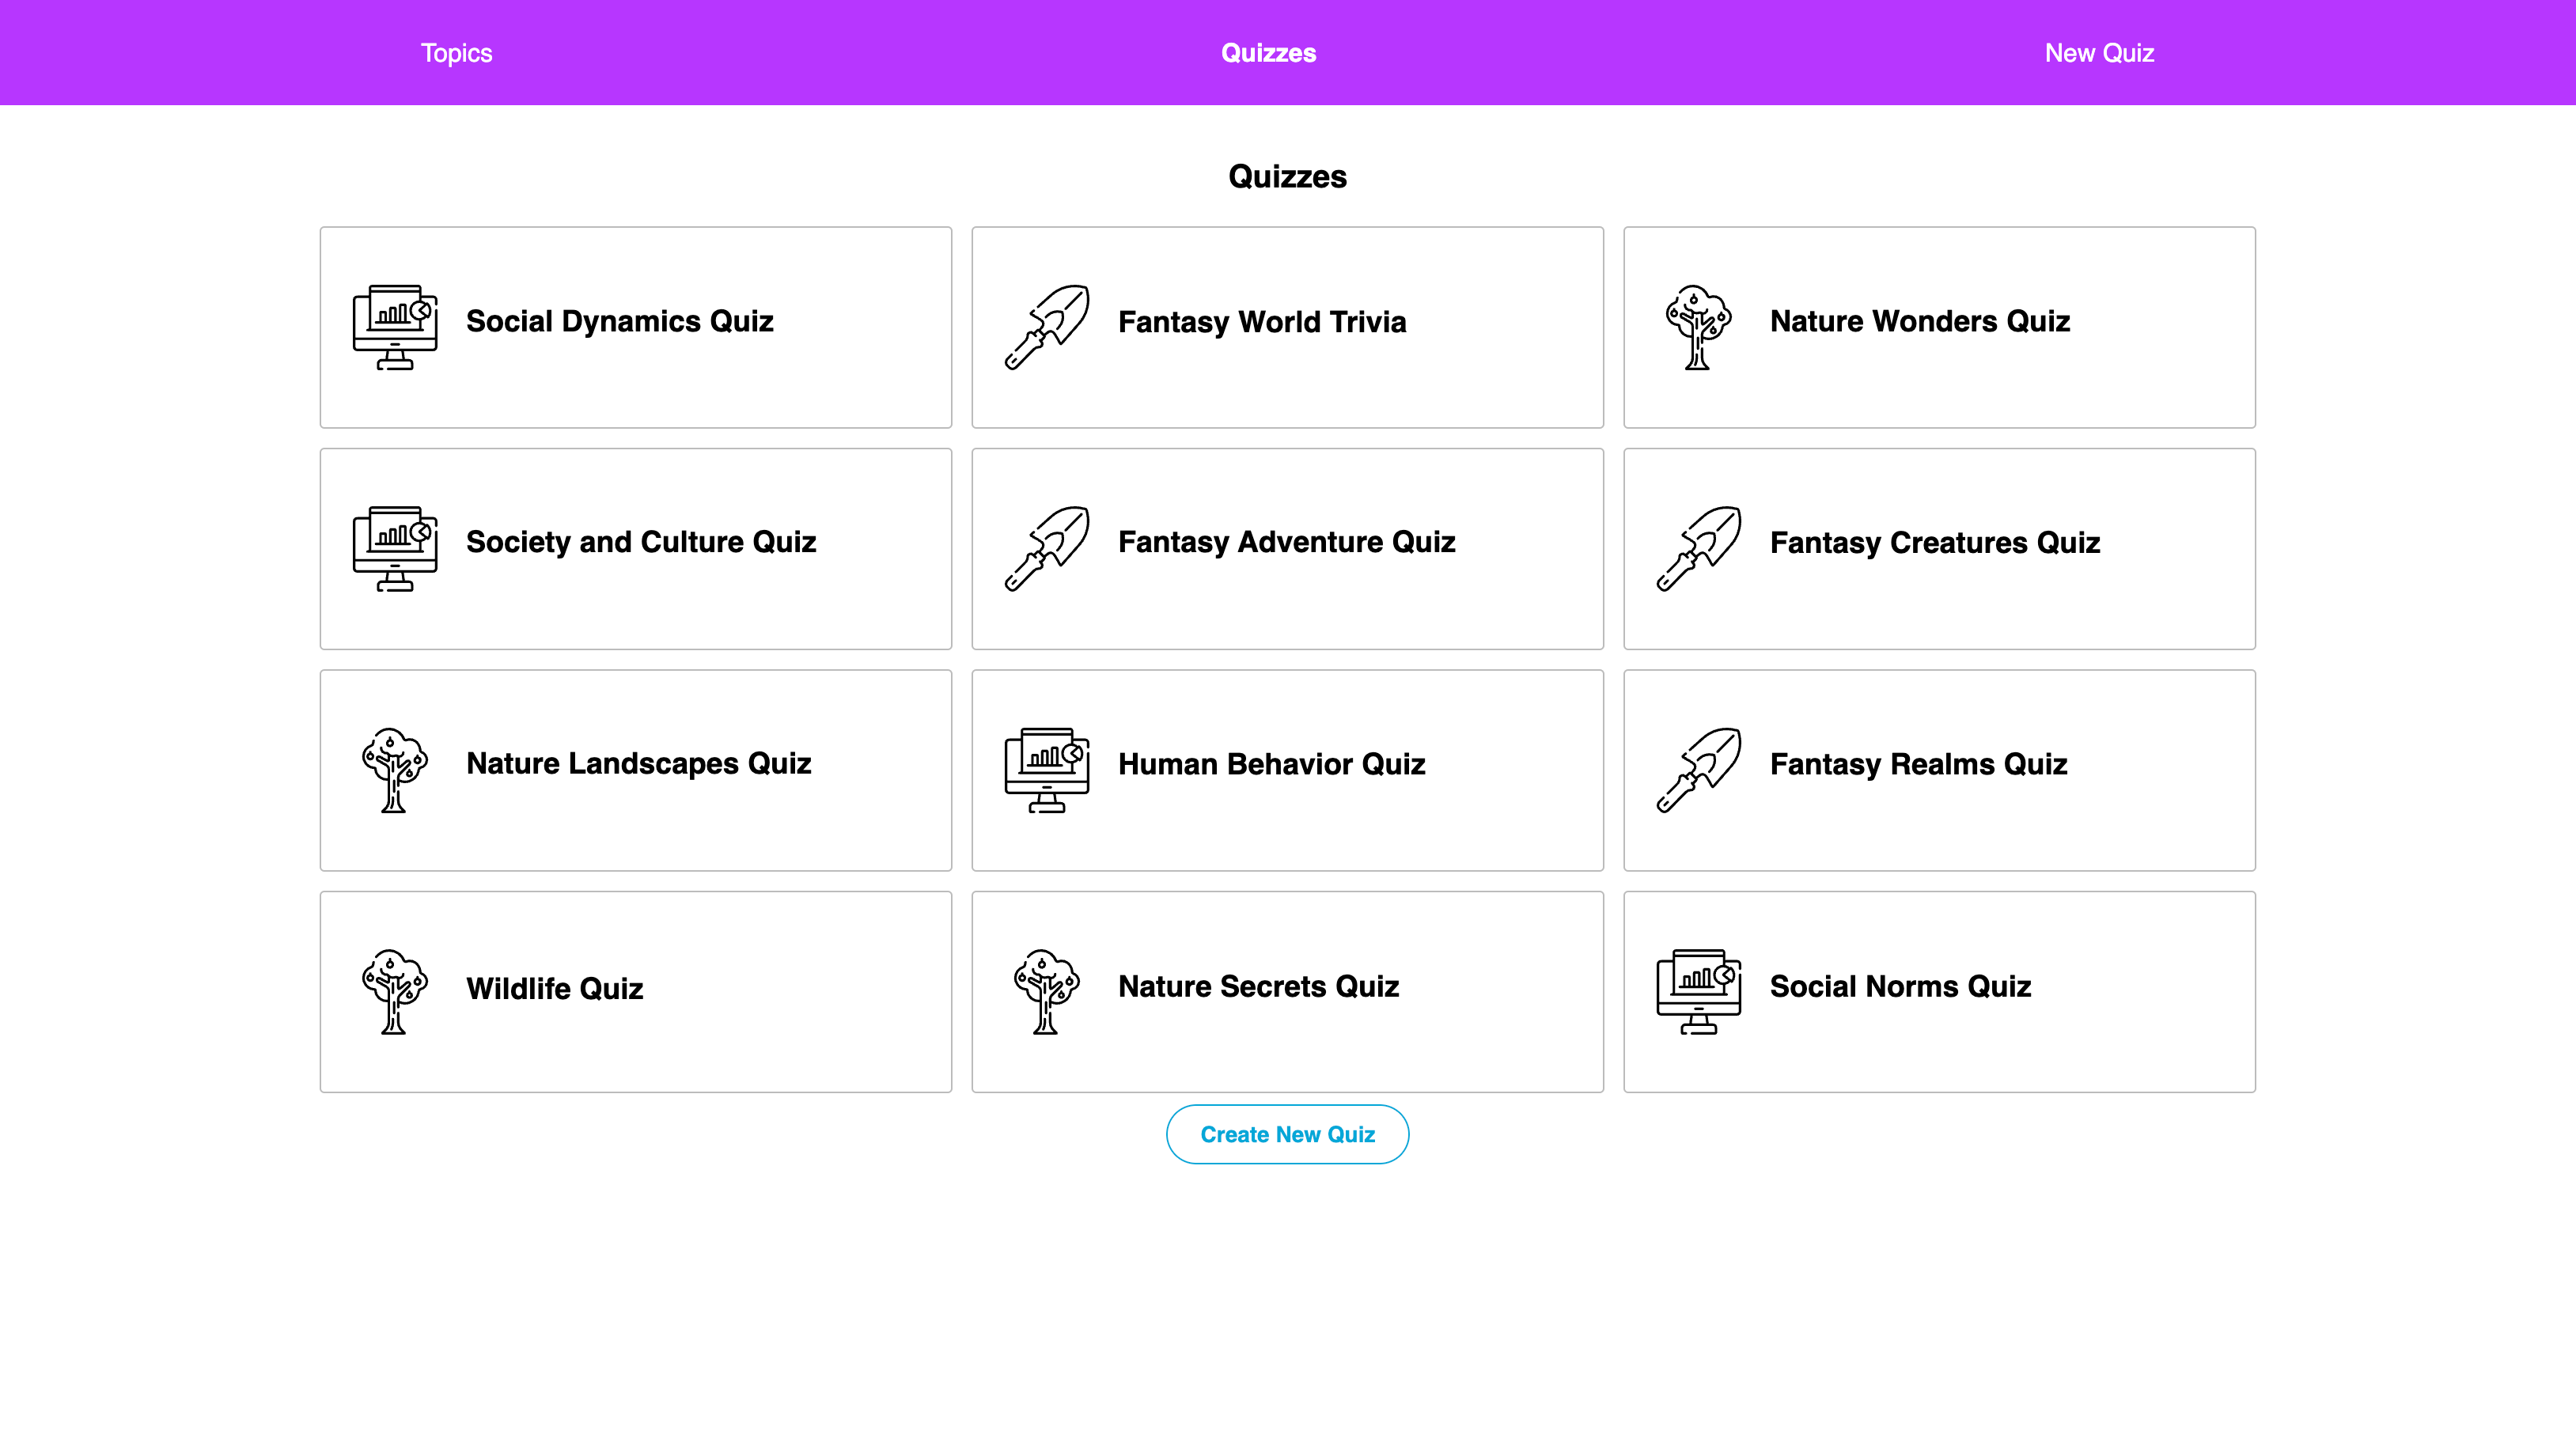 Topics
Quizzes
New Quiz
Quizzes
Social Dynamics Quiz
Fantasy World Trivia
Nature Wonders Quiz
Society and Culture Quiz
Fantasy Adventure Quiz
Fantasy Creatures Quiz
Nature Landscapes Quiz
Human Behavior Quiz
Fantasy Realms Quiz
Wildlife Quiz
Nature Secrets Quiz
Social Norms Quiz
Create New Quiz